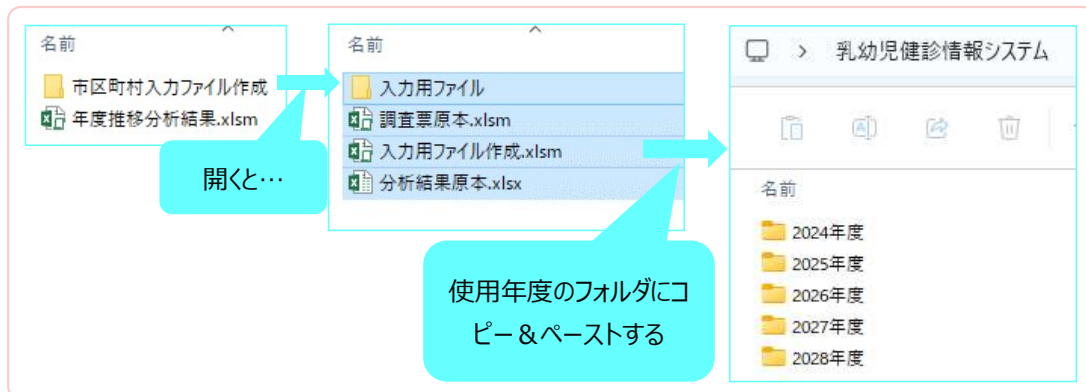 名前
市区町村入力ファイル作成
年度推移分析結果.xlsm
開くと…
名前
入力用ファイル
調査票原本.xlsm
入力用ファイル作成.xlsm
分析結果原本.xlsx
使用年度のフォルダにコ
ピー＆ペーストする
> 乳幼児健診情報システム
名前
2024年度
2025年度
2026年度
2027年度
2028年度